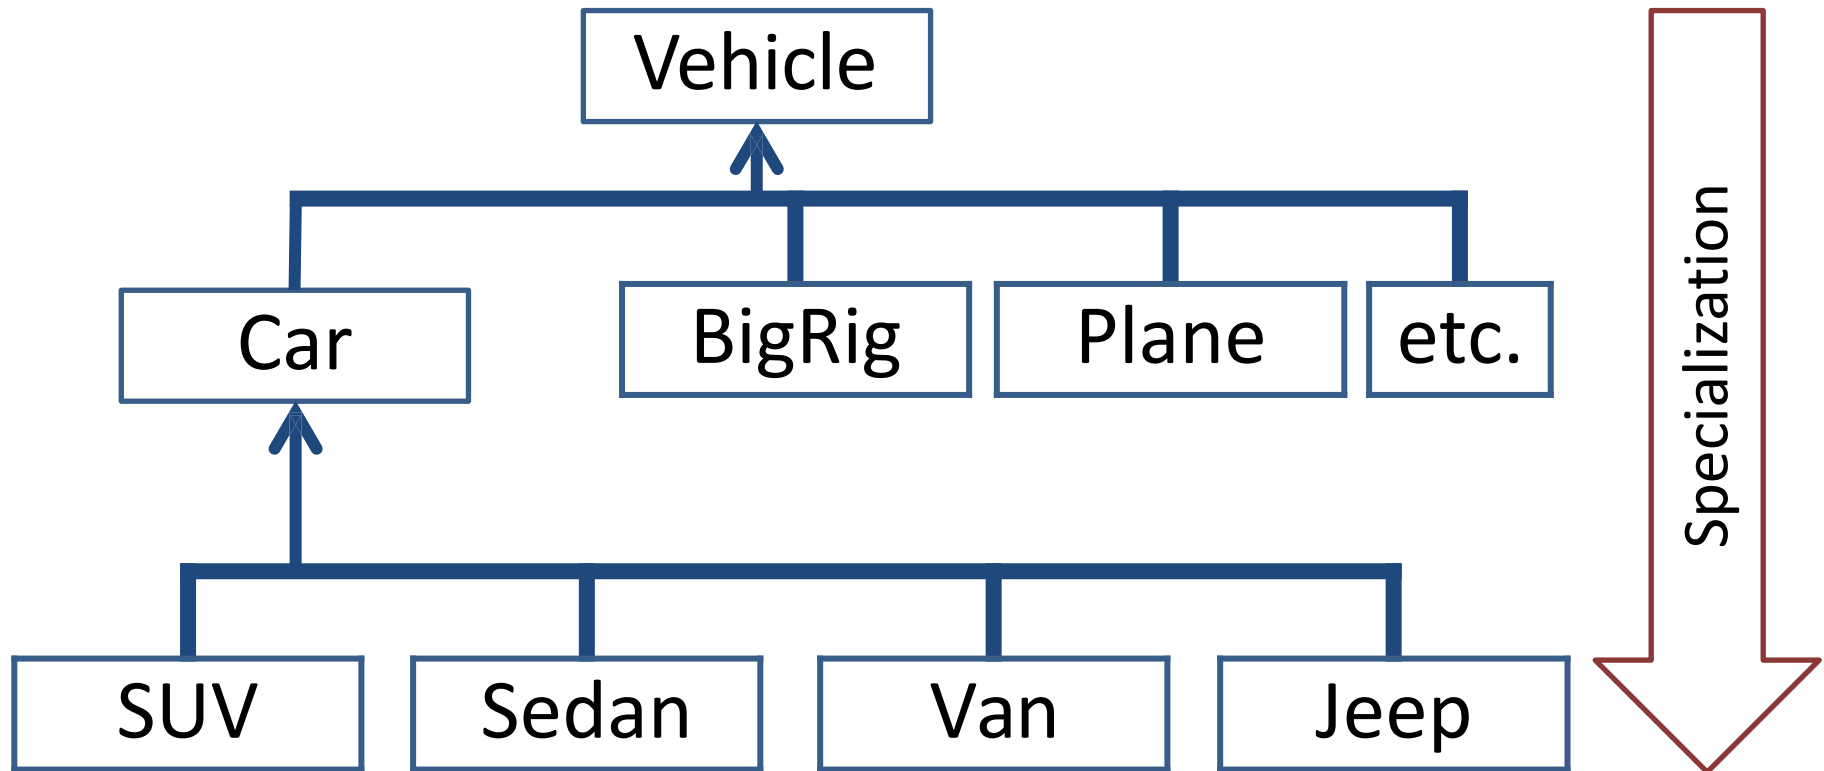 Vehicle
Car
BigRig
Plane
etc.
SUV
Sedan
Van
Jeep
Specialization